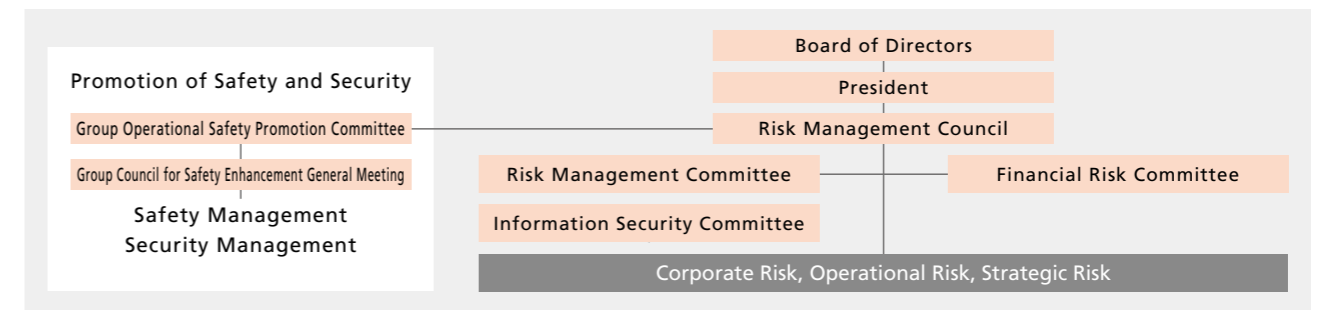 Promotion of Safety and Security
Group Operational Safety Promotion Committee
Group Council for Safety Enhancement General Meeting
Safety Management
Security Management
Board of Directors
President
Risk Management Council
Risk Management Committee
Financial Risk Committee
Information Security Committee
Corporate Risk, Operational Risk, Strategic Risk